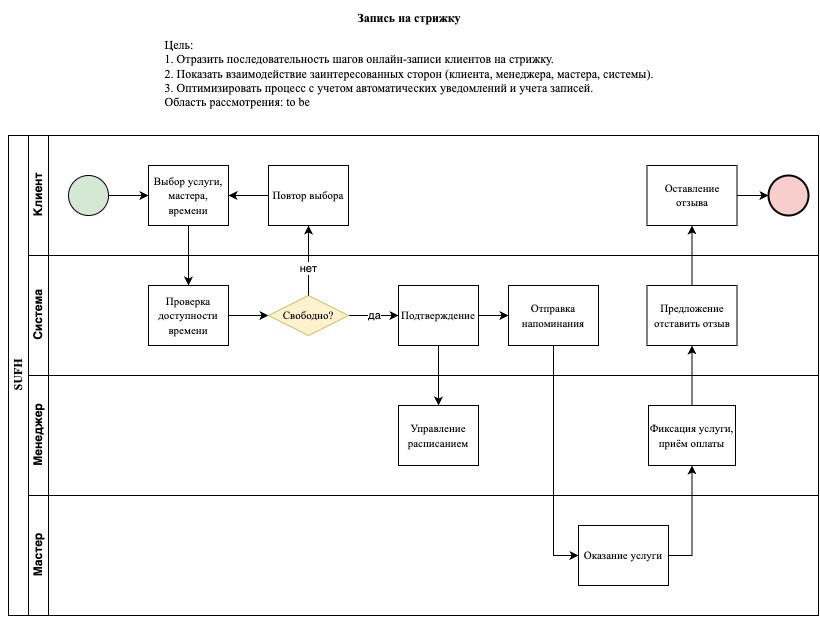 Запись на стрижку
Цель:
1. Отразить последовательность шагов онлайн-записи клиентов на стрижку.
2. Показать взаимодействие заинтересованных сторон (клиента, менеджера, мастера, системы).
3. Оптимизировать процесс с учетом автоматических уведомлений и учета записей.
Область рассмотрения: to be
SUFH
Клиент
Выбор услуги,
мастера,
времени
Повтор выбора
Оставление
отзыва
нет
Система
Проверка
доступности
времени
Свободно?
да
Подтверждение
Отправка
напоминания
Предложение
отставить отзыв
Менеджер
Управление
расписанием
Фиксация услуги,
приём оплаты
Мастер
Оказание услуги